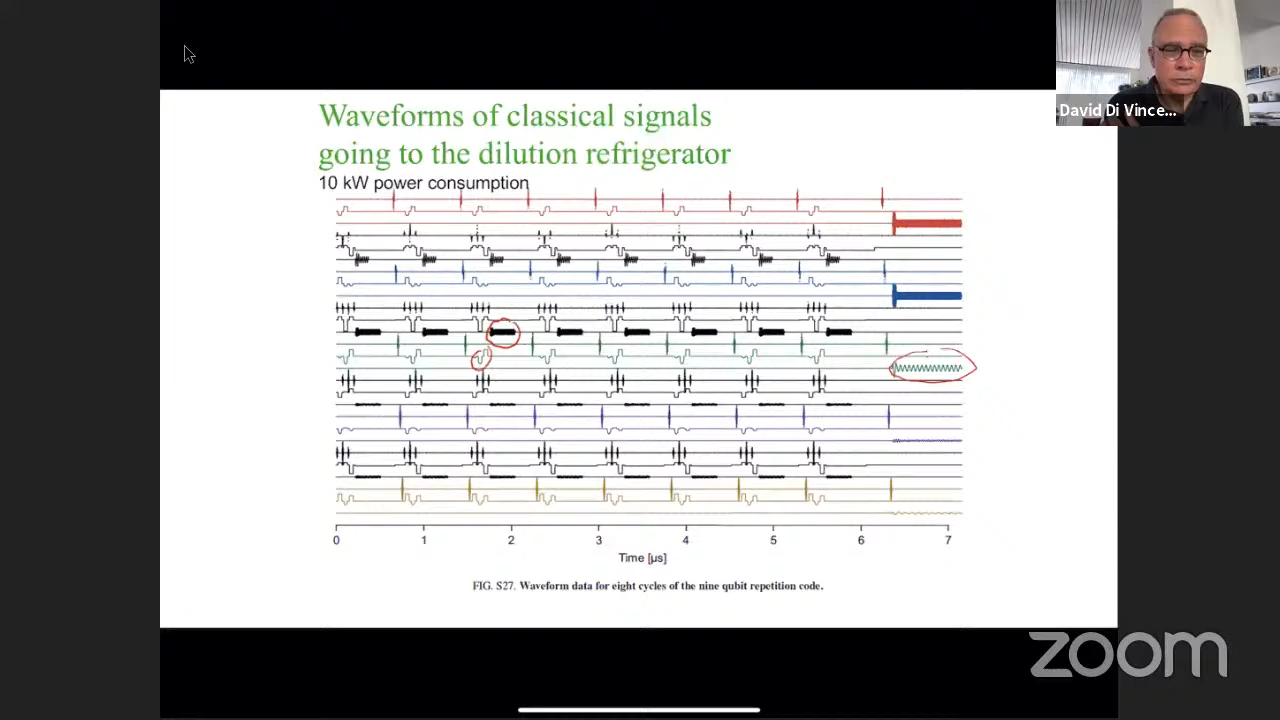 David Di Vince...
Waveforms of classical signals
going to the dilution refrigerator
10 kW power consumption
0 1 2 3 4 5 6 7
Time [µs]
FIG. S27. Waveform data for eight cycles of the nine qubit repetition code.
zoom